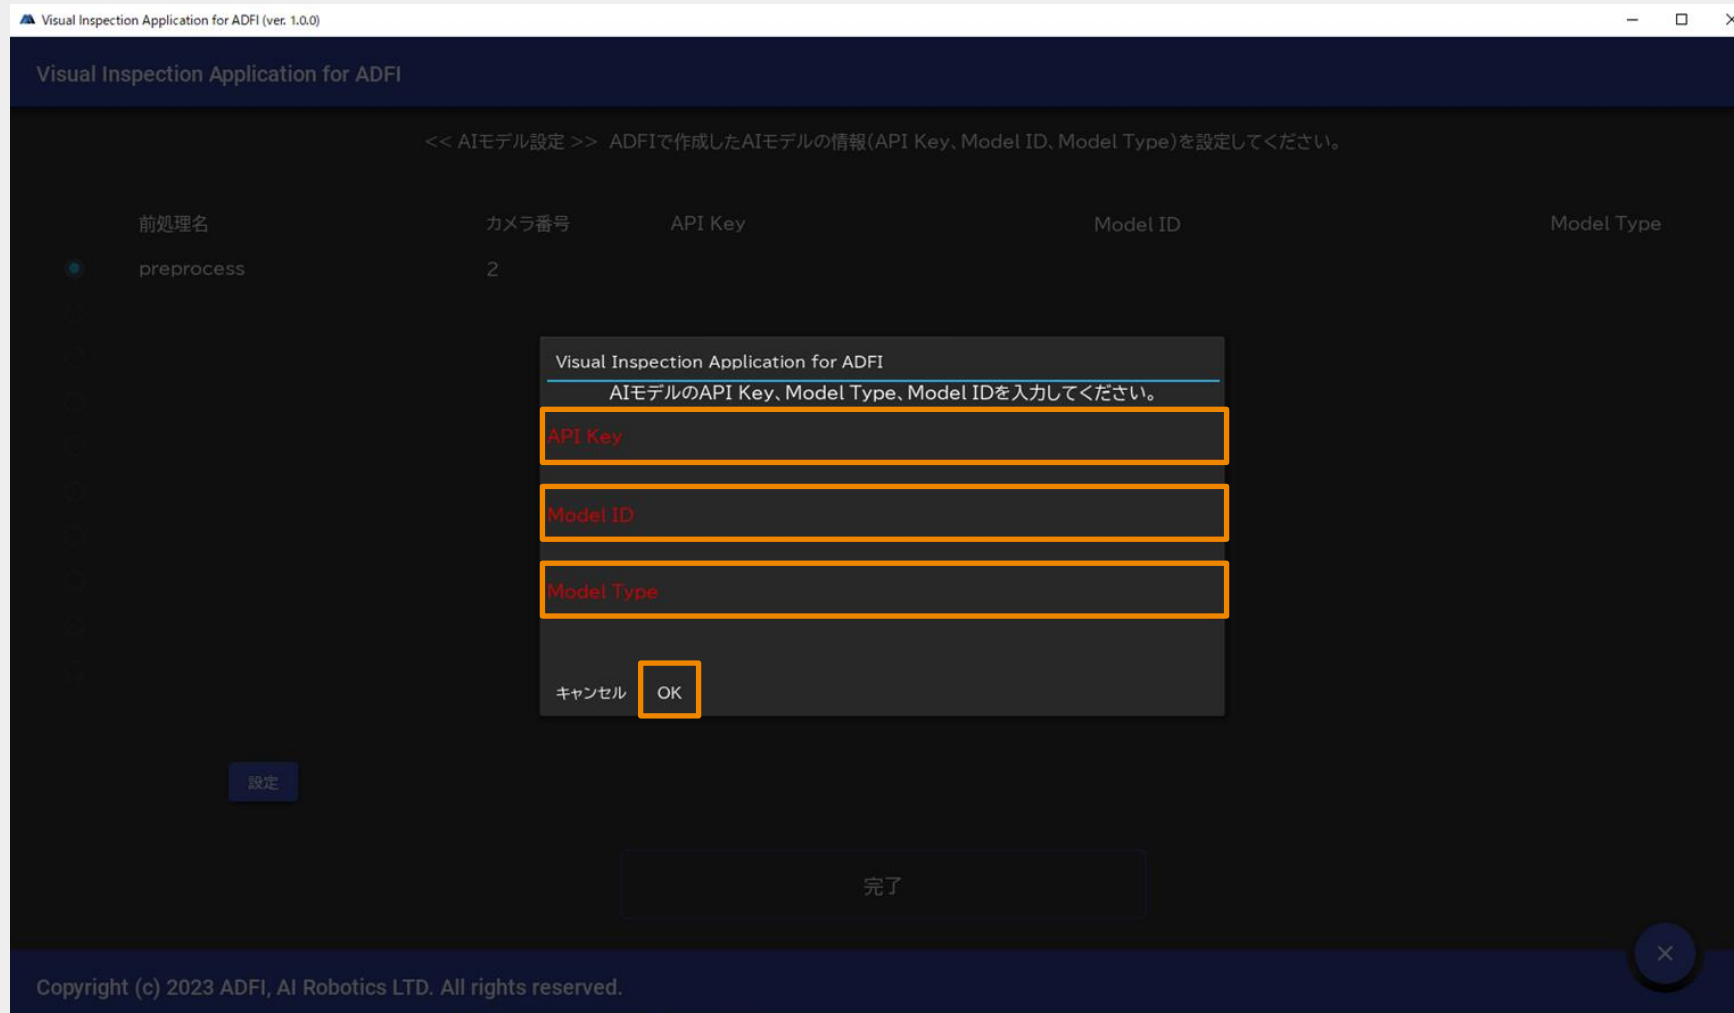 Visual Inspection Application for ADFI (ver. 1.0.0)
Visual Inspection Application for ADFI
<< AIモデル設定 >> ADFIで作成したAIモデルの情報(API Key、Model ID、Model Type)を設定してください。
前処理名 カメラ番号 API Key Model ID Model Type
preprocess 2
Visual Inspection Application for ADFI
AIモデルのAPI Key、Model Type、Model IDを入力してください。
API Key
Model ID
Model Type
キャンセル OK
設定
完了
Copyright (c) 2023 ADFI, AI Robotics LTD. All rights reserved.